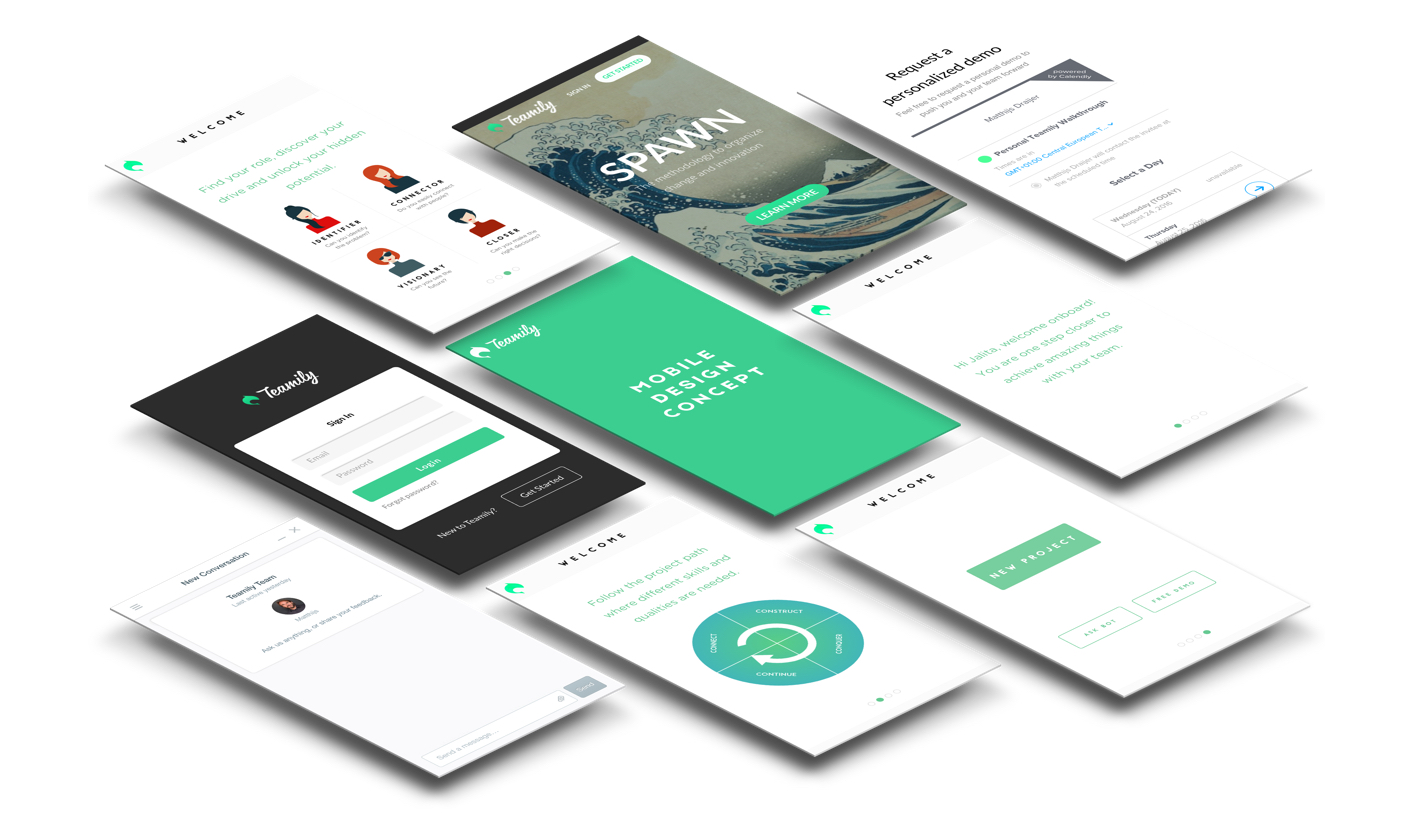 WELCOME
Find your role, discover your
drive and unlock your hidden
potential.
IDENTIFIER
Can you identify
the problem?
CONNECTOR
Do you easily connect
with people?
VISIONARY
Can you see the
future?
CLOSER
Can you make the
right decisions?
Teamily
SIGN IN
GET STARTED
SPAWN
methodology to organize
change and innovation
LEARN MORE
Request a
personalized demo
Feel free to request a personal demo to
push you and your team forward
powered
by Calendly
Matthijs Draijer
Personal Teamily Walkthrough
Times are in
GMT+01:00 Central European T...
Matthijs Draijer will contact the invitee at
the scheduled time.
Select a Day
Wednesday (TODAY)
August 24, 2016
unavailable
Thursday
Teamily
Sign In
Email
Password
Login
Forgot password?
New to Teamily?
Get Started
Teamily
MOBILE
DESIGN
CONCEPT
WELCOME
Hi Jalita, welcome onboard!
You are one step closer to
achieve amazing things
with your team.
New Conversation
Teamily Team
Last active yesterday
Matthijs
Ask us anything, or share your feedback.
Send a message...
Send
WELCOME
Follow the project path
where different skills and
qualities are needed.
CONSTRUCT
CONNECT
CONQUER
CONTINUE
WELCOME
NEW PROJECT
ASK BOT
FREE DEMO